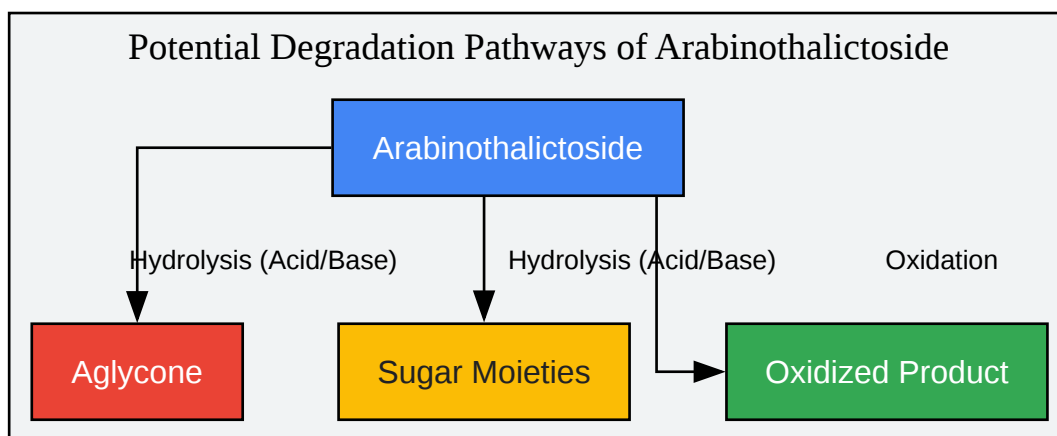 Potential Degradation Pathways of Arabinothalictoside
Arabinothalictoside
Hydrolysis (Acid/Base)
Hydrolysis (Acid/Base)
Oxidation
Aglycone
Sugar Moieties
Oxidized Product